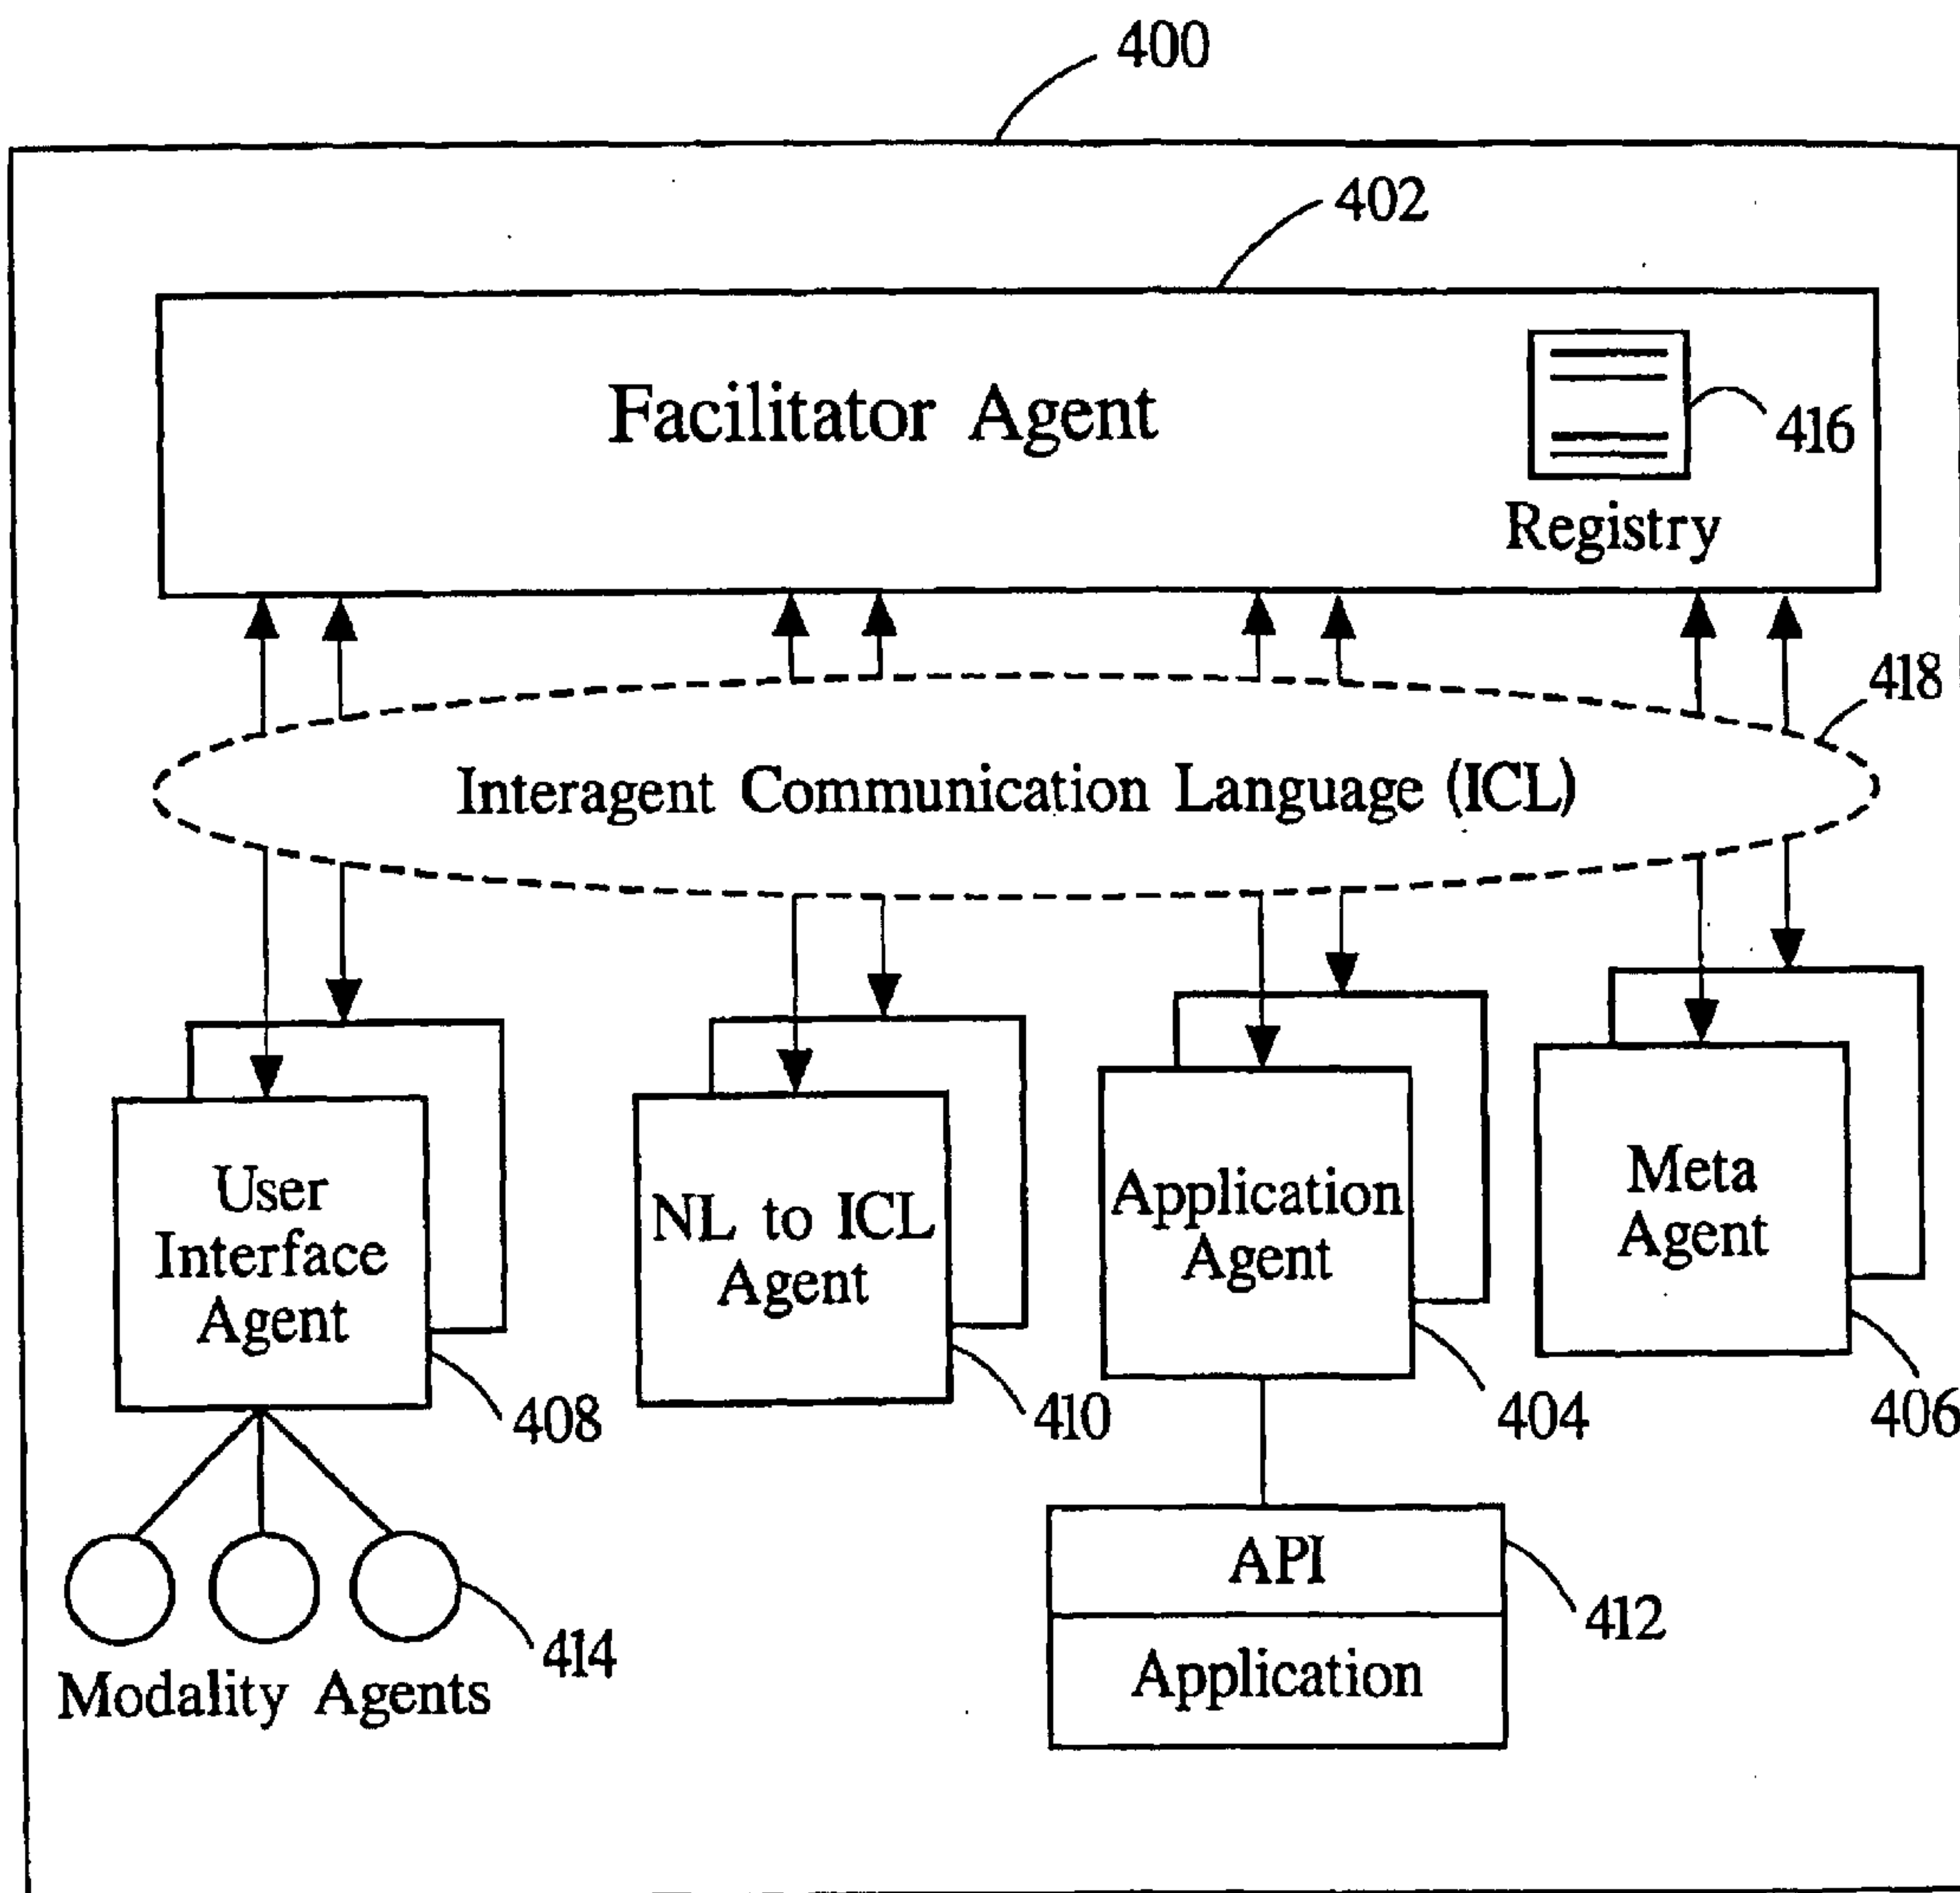 400
402
Facilitator Agent
416
Registry
418
Interagent Communication Language (ICL)
User
Interface
Agent
NL to ICL
Agent
Application
Agent
Meta
Agent
408
410
404
406
API
412
Application
414
Modality Agents